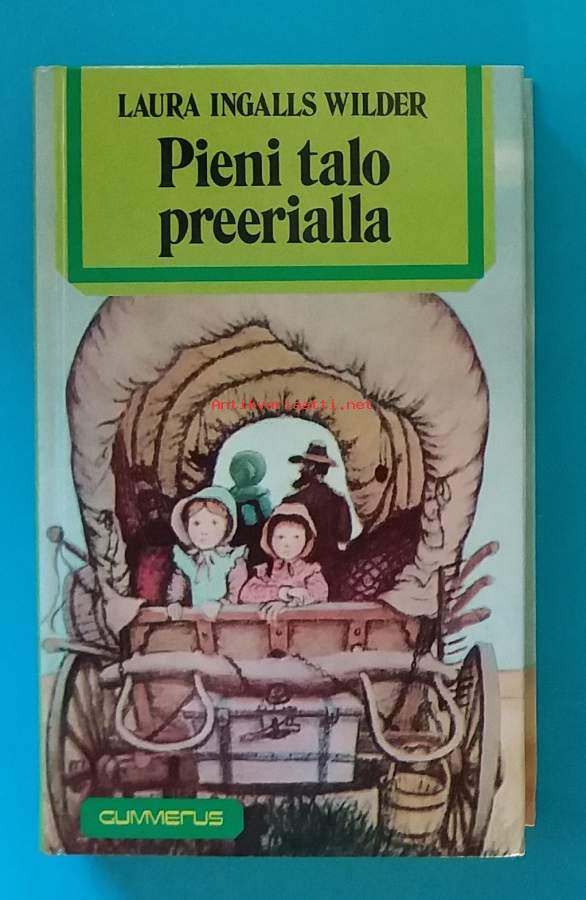 LAURA INGALLS WILDER
Pieni talo
preerialla
Antikvariaatti.net
GUMMERUS